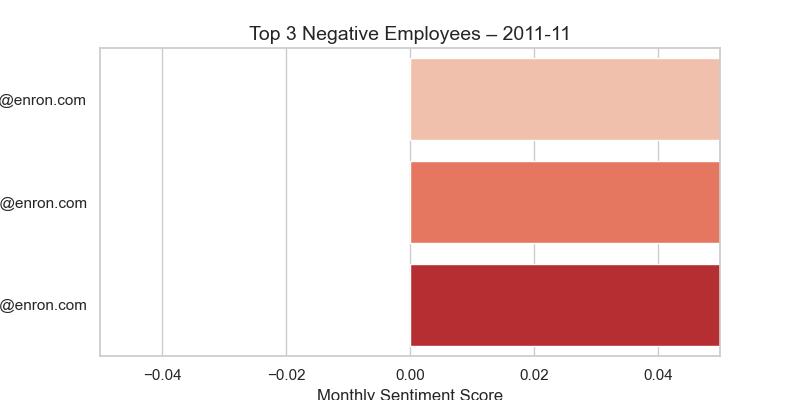 Top 3 Negative Employees – 2011-11
@enron.com
@enron.com
@enron.com
−0.04 −0.02 0.00 0.02 0.04
Monthly Sentiment Score